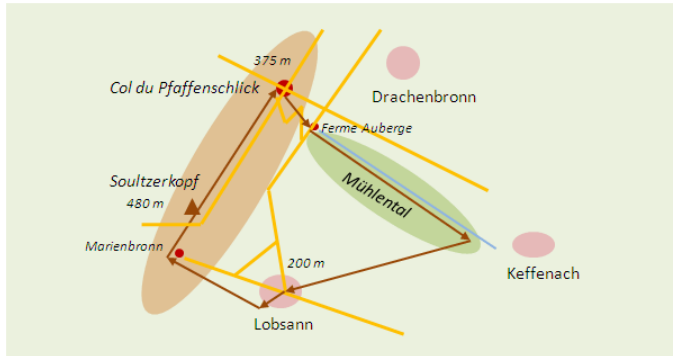 375 m
Col du Pfaffenschlick
Drachenbronn
Ferme Auberge
Mühlental
Soultzerkopf
480 m
Marienbronn
200 m
Keffenach
Lobsann